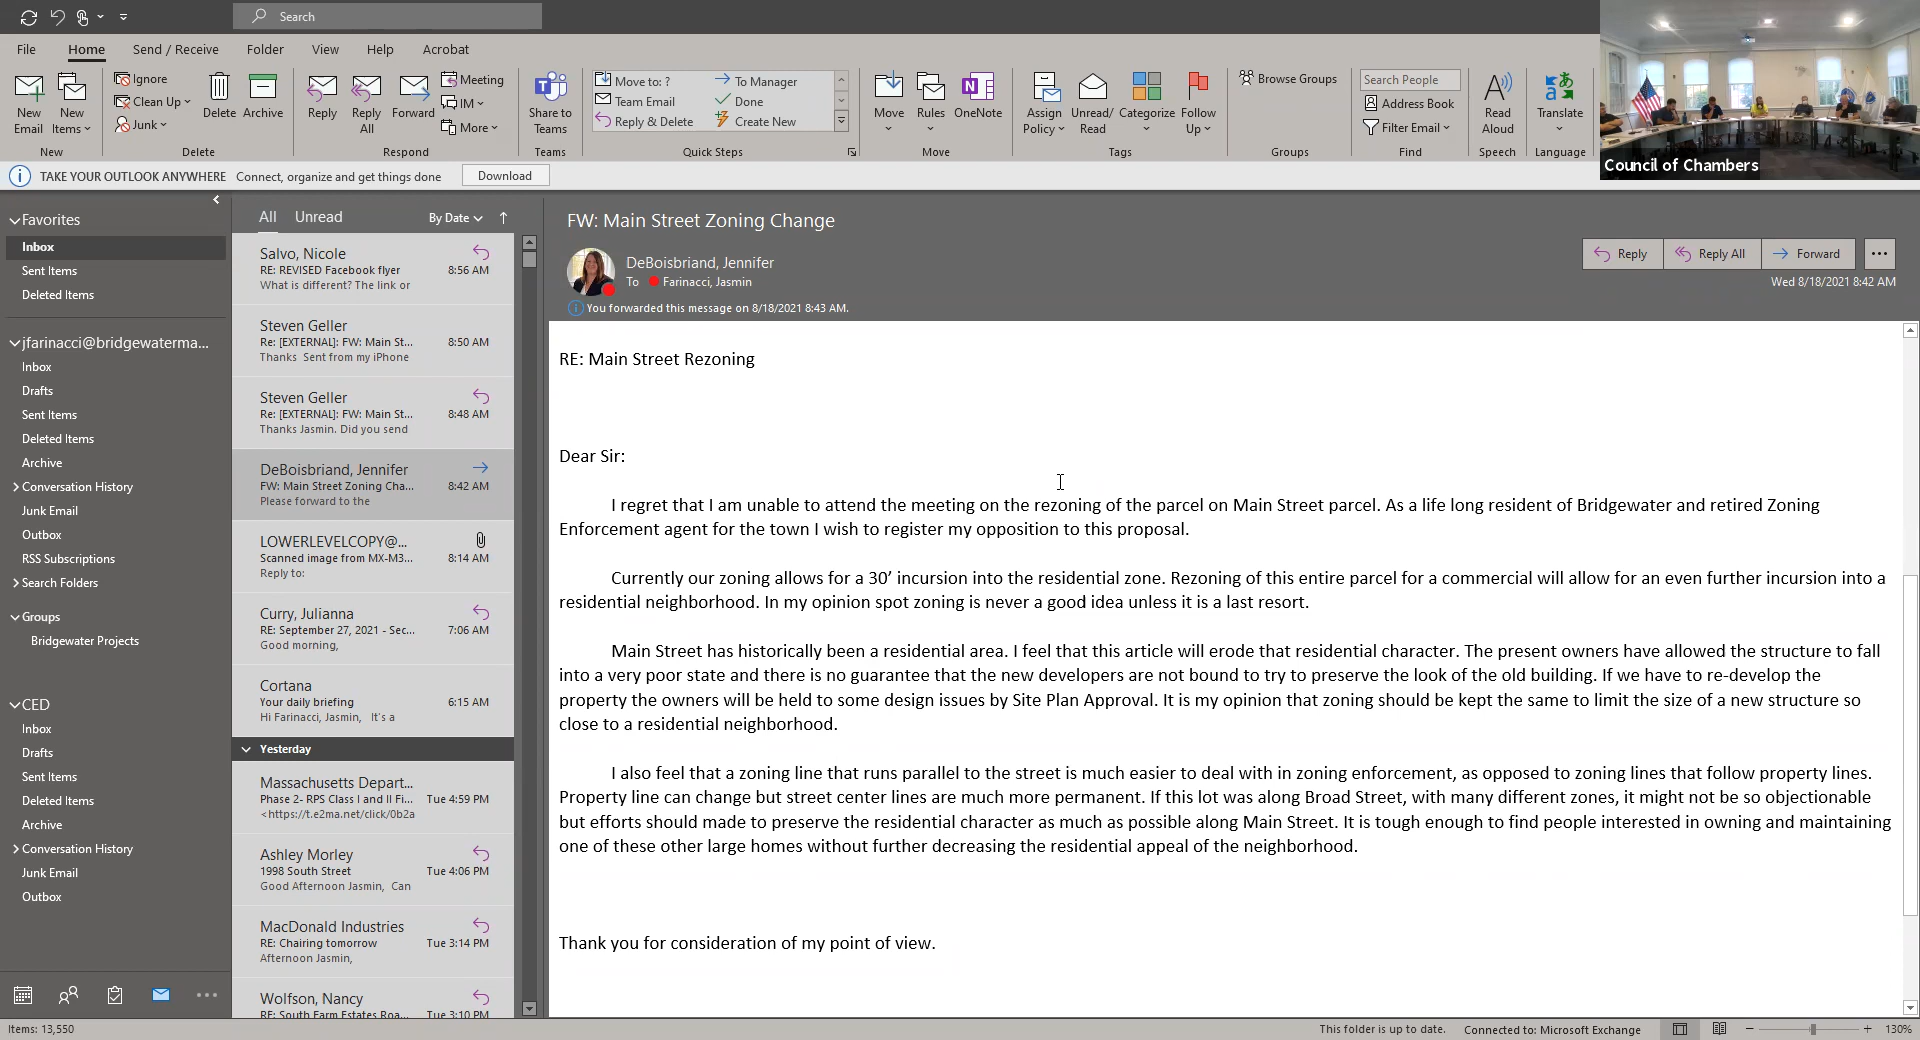 Search
File Home Send / Receive Folder View Help Acrobat
New Email
New Items
Ignore
Clean Up
Junk
Delete
Archive
Reply
Reply All
Forward
Meeting
IM
More
Share to Teams
Move to: ?
Team Email
Reply & Delete
To Manager
Done
Create New
Move
Rules
OneNote
Assign Policy
Unread/ Read
Categorize
Follow Up
Browse Groups
Search People
Address Book
Filter Email
Read Aloud
Translate
New Delete Respond Teams Quick Steps Move Tags Groups Find Speech Language
Council of Chambers
TAKE YOUR OUTLOOK ANYWHERE Connect, organize and get things done Download
Favorites
Inbox
Sent Items
Deleted Items
jfarinacci@bridgewaterma...
Inbox
Drafts
Sent Items
Deleted Items
Archive
Conversation History
Junk Email
Outbox
RSS Subscriptions
Search Folders
Groups
Bridgewater Projects
CED
Inbox
Drafts
Sent Items
Deleted Items
Archive
Conversation History
Junk Email
Outbox
All Unread By Date
Salvo, Nicole
RE: REVISED Facebook flyer 8:56 AM
What is different? The link or
Steven Geller
Re: [EXTERNAL]: FW: Main St... 8:50 AM
Thanks Sent from my iPhone
Steven Geller
Re: [EXTERNAL]: FW: Main St... 8:48 AM
Thanks Jasmin. Did you send
DeBoisbriand, Jennifer
FW: Main Street Zoning Cha... 8:42 AM
Please forward to the
LOWERLEVELCOPY@...
Scanned image from MX-M3... 8:14 AM
Reply to:
Curry, Julianna
RE: September 27, 2021 - Sec... 7:06 AM
Good morning,
Cortana
Your daily briefing 6:15 AM
Hi Farinacci, Jasmin, It's a
Yesterday
Massachusetts Depart...
Phase 2- RPS Class I and II Fi... Tue 4:59 PM
<https://t.e2ma.net/click/0b2a
Ashley Morley
1998 South Street Tue 4:06 PM
Good Afternoon Jasmin, Can
MacDonald Industries
RE: Chairing tomorrow Tue 3:14 PM
Afternoon Jasmin,
Wolfson, Nancy
RE: South Farm Estates Roa... Tue 3:10 PM
FW: Main Street Zoning Change
DeBoisbriand, Jennifer
To Farinacci, Jasmin
Reply Reply All Forward
Wed 8/18/2021 8:42 AM
You forwarded this message on 8/18/2021 8:43 AM.
RE: Main Street Rezoning
Dear Sir:
I regret that I am unable to attend the meeting on the rezoning of the parcel on Main Street parcel. As a life long resident of Bridgewater and retired Zoning
Enforcement agent for the town I wish to register my opposition to this proposal.
Currently our zoning allows for a 30’ incursion into the residential zone. Rezoning of this entire parcel for a commercial will allow for an even further incursion into a
residential neighborhood. In my opinion spot zoning is never a good idea unless it is a last resort.
Main Street has historically been a residential area. I feel that this article will erode that residential character. The present owners have allowed the structure to fall
into a very poor state and there is no guarantee that the new developers are not bound to try to preserve the look of the old building. If we have to re-develop the
property the owners will be held to some design issues by Site Plan Approval. It is my opinion that zoning should be kept the same to limit the size of a new structure so
close to a residential neighborhood.
I also feel that a zoning line that runs parallel to the street is much easier to deal with in zoning enforcement, as opposed to zoning lines that follow property lines.
Property line can change but street center lines are much more permanent. If this lot was along Broad Street, with many different zones, it might not be so objectionable
but efforts should made to preserve the residential character as much as possible along Main Street. It is tough enough to find people interested in owning and maintaining
one of these other large homes without further decreasing the residential appeal of the neighborhood.
Thank you for consideration of my point of view.
Items: 13,550
This folder is up to date. Connected to: Microsoft Exchange 130%